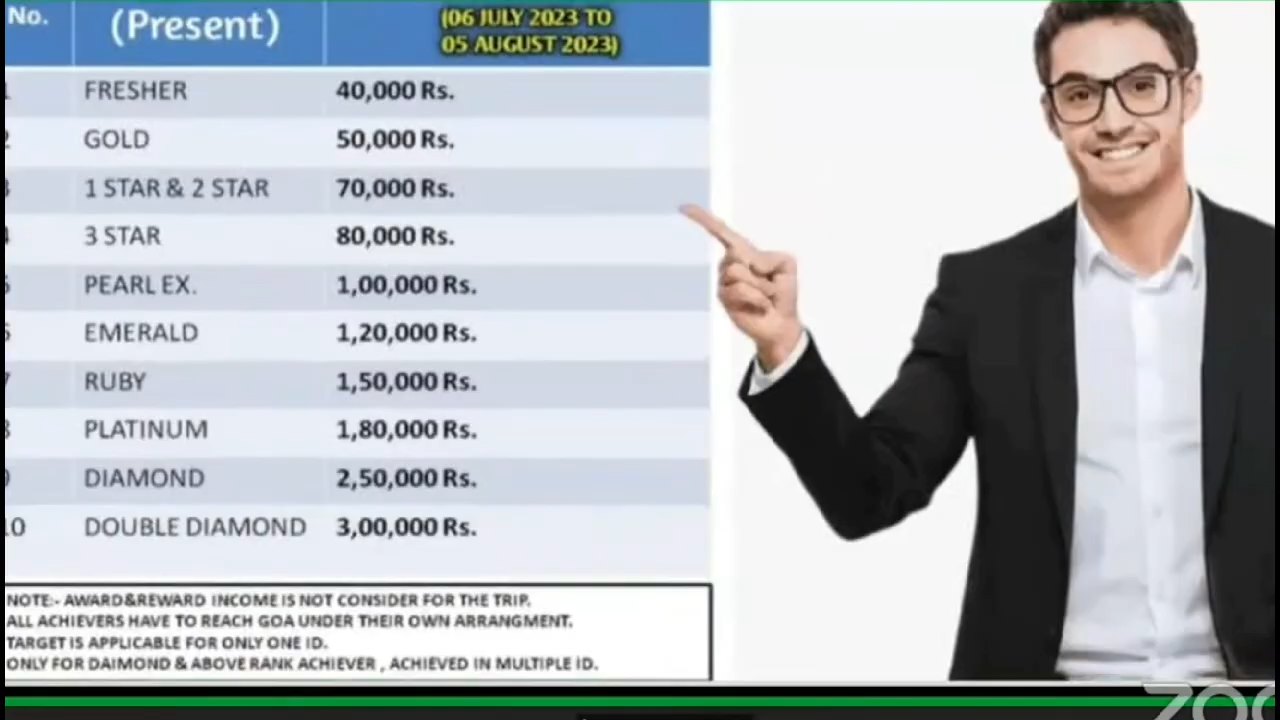 No.
(Present)
(06 JULY 2023 TO
05 AUGUST 2023)
FRESHER 40,000 Rs.
GOLD 50,000 Rs.
1 STAR & 2 STAR 70,000 Rs.
3 STAR 80,000 Rs.
PEARL EX. 1,00,000 Rs.
EMERALD 1,20,000 Rs.
RUBY 1,50,000 Rs.
PLATINUM 1,80,000 Rs.
DIAMOND 2,50,000 Rs.
10 DOUBLE DIAMOND 3,00,000 Rs.
NOTE:- AWARD&REWARD INCOME IS NOT CONSIDER FOR THE TRIP.
ALL ACHIEVERS HAVE TO REACH GOA UNDER THEIR OWN ARRANGMENT.
TARGET IS APPLICABLE FOR ONLY ONE ID.
ONLY FOR DAIMOND & ABOVE RANK ACHIEVER , ACHIEVED IN MULTIPLE ID.